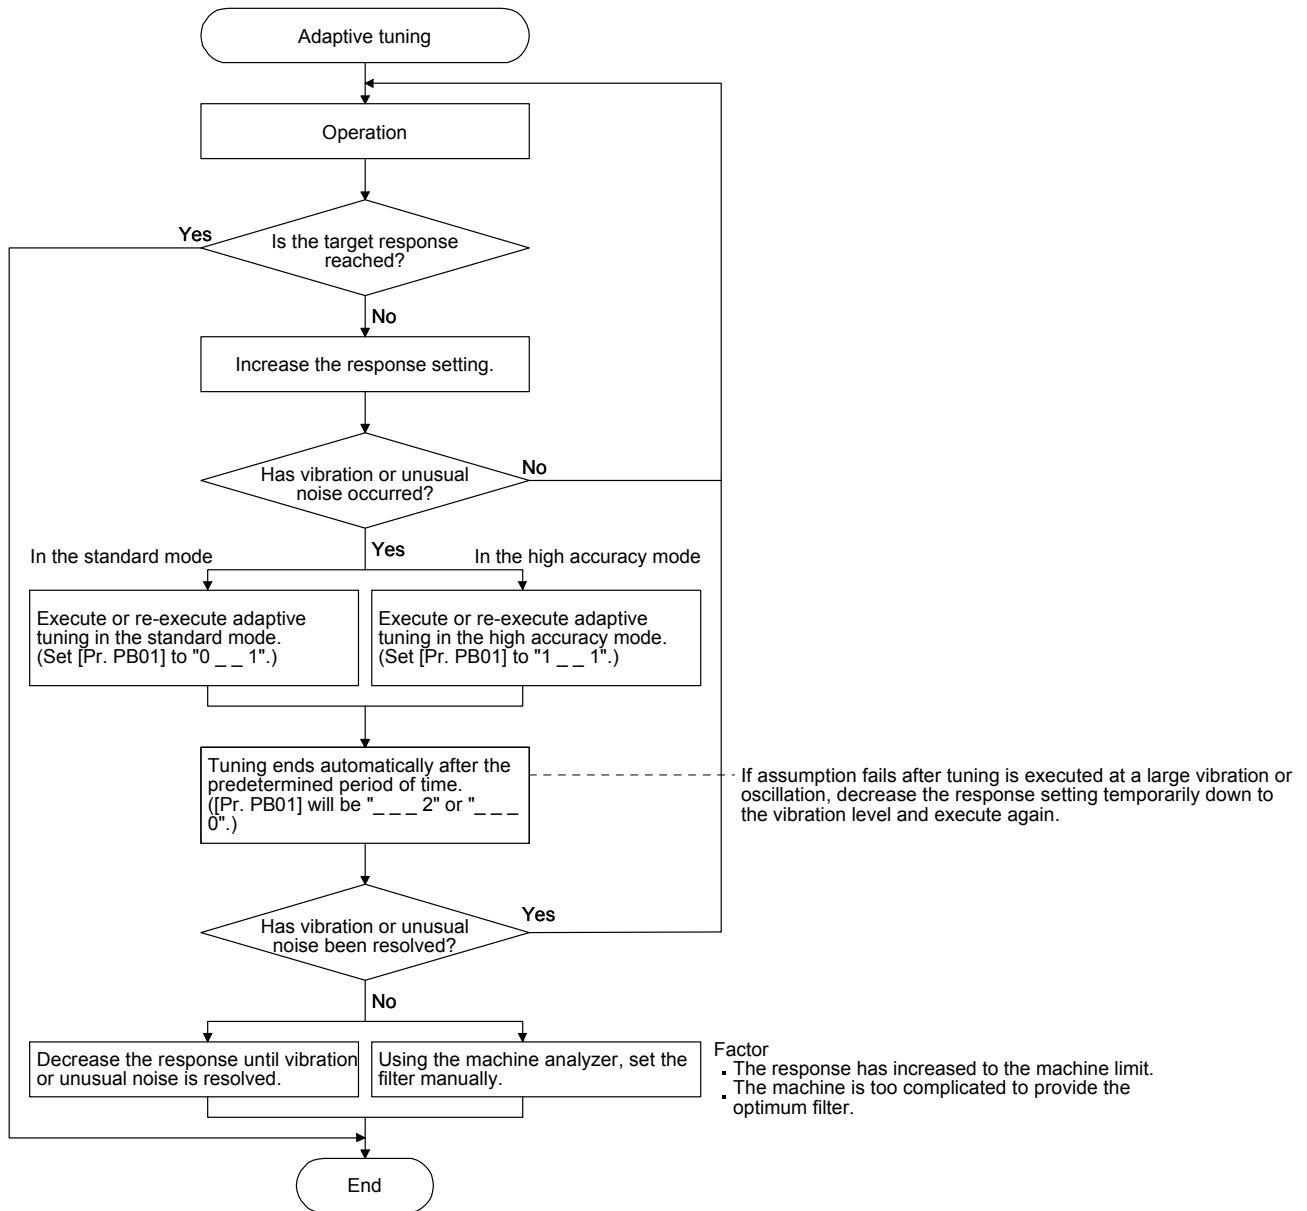 Adaptive tuning
Operation
Yes
Is the target response
reached?
No
Increase the response setting.
Has vibration or unusual
noise occurred?
No
Yes
In the standard mode
In the high accuracy mode
Execute or re-execute adaptive
tuning in the standard mode.
(Set [Pr. PB01] to "0 _ _ 1".)
Execute or re-execute adaptive
tuning in the high accuracy mode.
(Set [Pr. PB01] to "1 _ _ 1".)
Tuning ends automatically after the
predetermined period of time.
([Pr. PB01] will be "_ _ _ 2" or "_ _ _
0".)
If assumption fails after tuning is executed at a large vibration or
oscillation, decrease the response setting temporarily down to
the vibration level and execute again.
Has vibration or unusual
noise been resolved?
Yes
No
Decrease the response until vibration
or unusual noise is resolved.
Using the machine analyzer, set the
filter manually.
Factor
. The response has increased to the machine limit.
. The machine is too complicated to provide the
optimum filter.
End